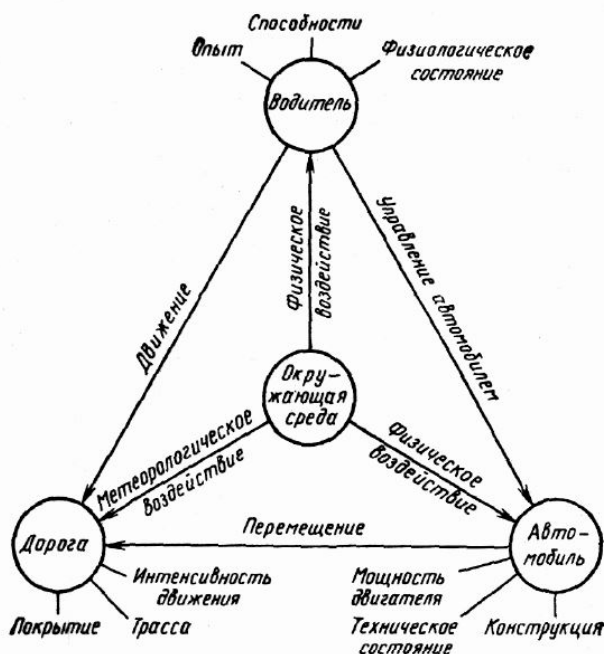 Способности
Опыт
Физиологическое
состояние
Водитель
Движение
Физическое
воздействие
Управление автомобилем
Окру-
жающая
среда
Метеорологическое
воздействие
Физическое
воздействие
Дорога
Перемещение
Авто-
мобиль
Интенсивность
движения
Покрытие
Трасса
Мощность
двигателя
Техническое
состояние
Конструкция